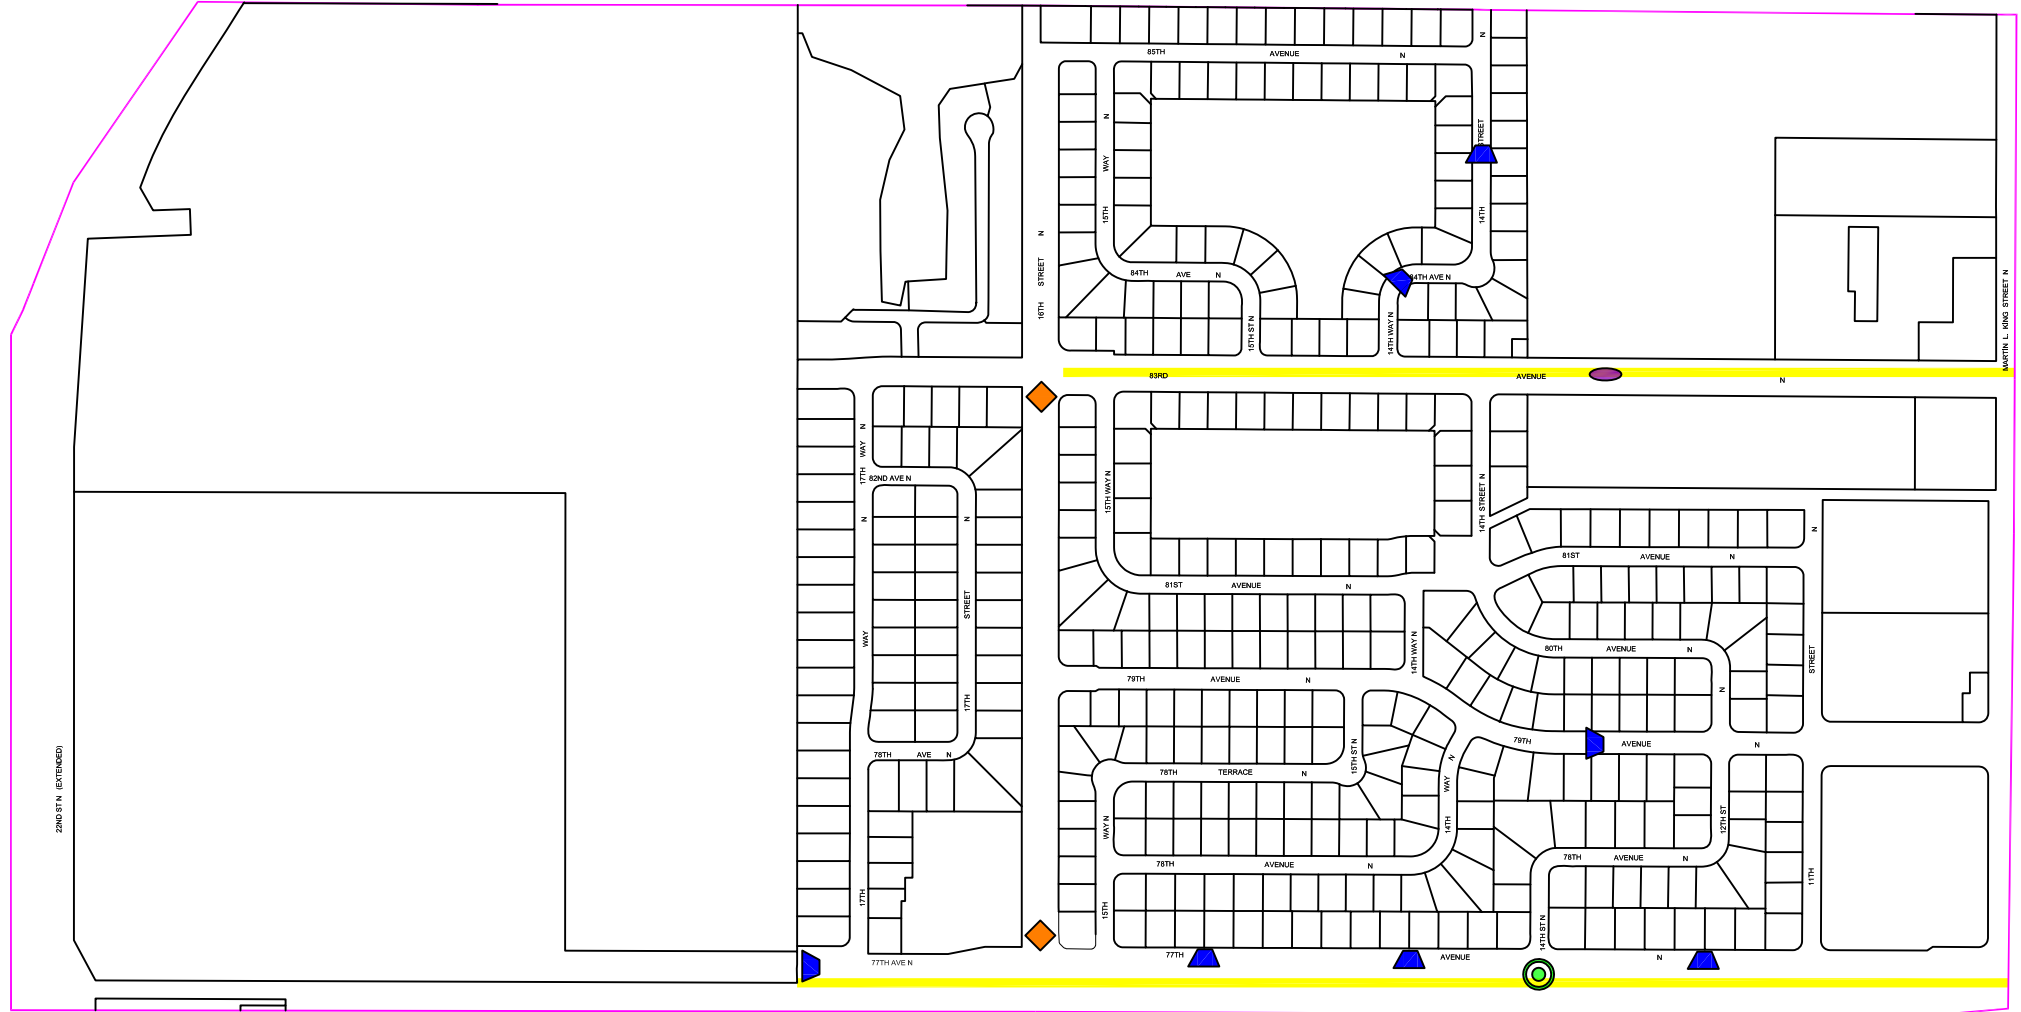 85TH AVENUE N
N
STREET
14TH
N
WAY
15TH
N
STREET
16TH
84TH AVE N
84TH AVE N
15TH ST N
14TH WAY N
MARTIN L KING STREET N
83RD AVENUE N
N
WAY
17TH
82ND AVE N
N
WAY
17TH
N
STREET
17TH
78TH AVE N
77TH AVE N
15TH WAY N
14TH STREET N
81ST AVENUE N
81ST AVENUE N
N
STREET
11TH
14TH WAY N
80TH AVENUE N
N
12TH ST
79TH AVENUE N
79TH AVENUE N
78TH TERRACE N
15TH ST N
N
WAY
14TH
WAY N
15TH
78TH AVENUE N
78TH AVENUE N
14TH ST N
77TH AVENUE N
22ND ST N (EXTENDED)